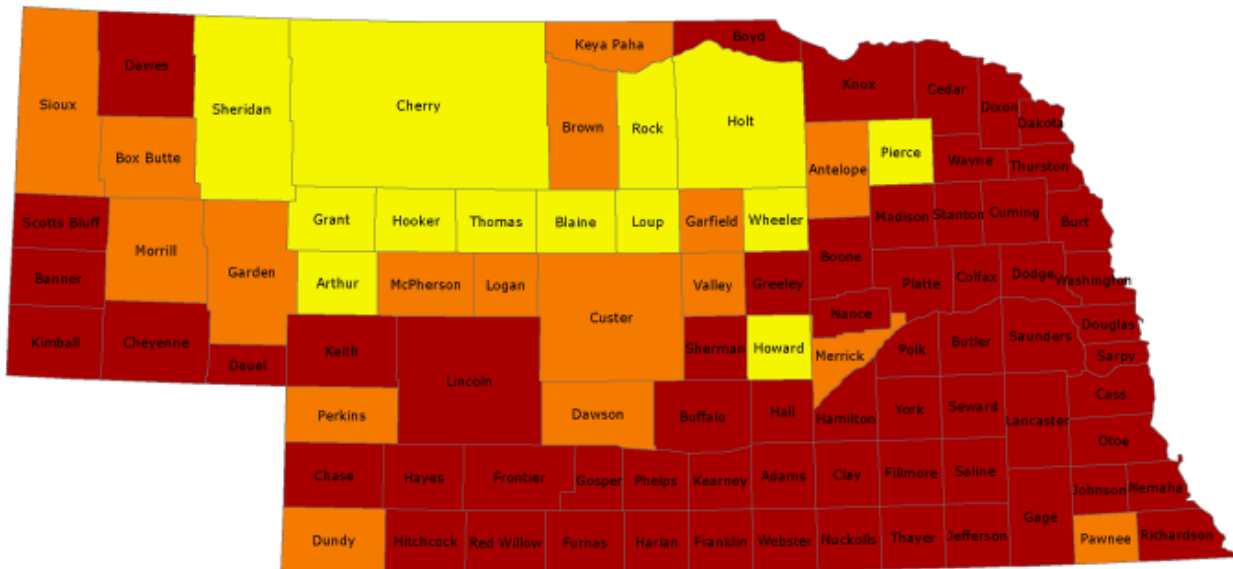 Boyd
Keya Paha
Dawes
Knox
Cedar
Sioux
Cherry
Sheridan
Dixon
Holt
Dakota
Brown
Rock
Pierce
Box Butte
Wayne
Thurston
Antelope
Grant
Hooker
Thomas
Blaine
Loup
Garfield
Wheeler
Madison
Stanton
Cuming
Scotts Bluff
Burt
Morrill
Boone
Garden
Banner
Arthur
McPherson
Logan
Valley
Greeley
Platte
Colfax
Dodge
Washington
Nance
Custer
Douglas
Kimball
Cheyenne
Keith
Sherman
Howard
Merrick
Polk
Butler
Saunders
Sarpy
Deuel
Lincoln
Cass
Perkins
Dawson
Buffalo
Hall
Hamilton
York
Seward
Lancaster
Otoe
Chase
Hayes
Frontier
Gosper
Phelps
Kearney
Adams
Clay
Fillmore
Saline
Johnson
Nemaha
Gage
Dundy
Hitchcock
Red Willow
Furnas
Harlan
Franklin
Webster
Nuckolls
Thayer
Jefferson
Pawnee
Richardson